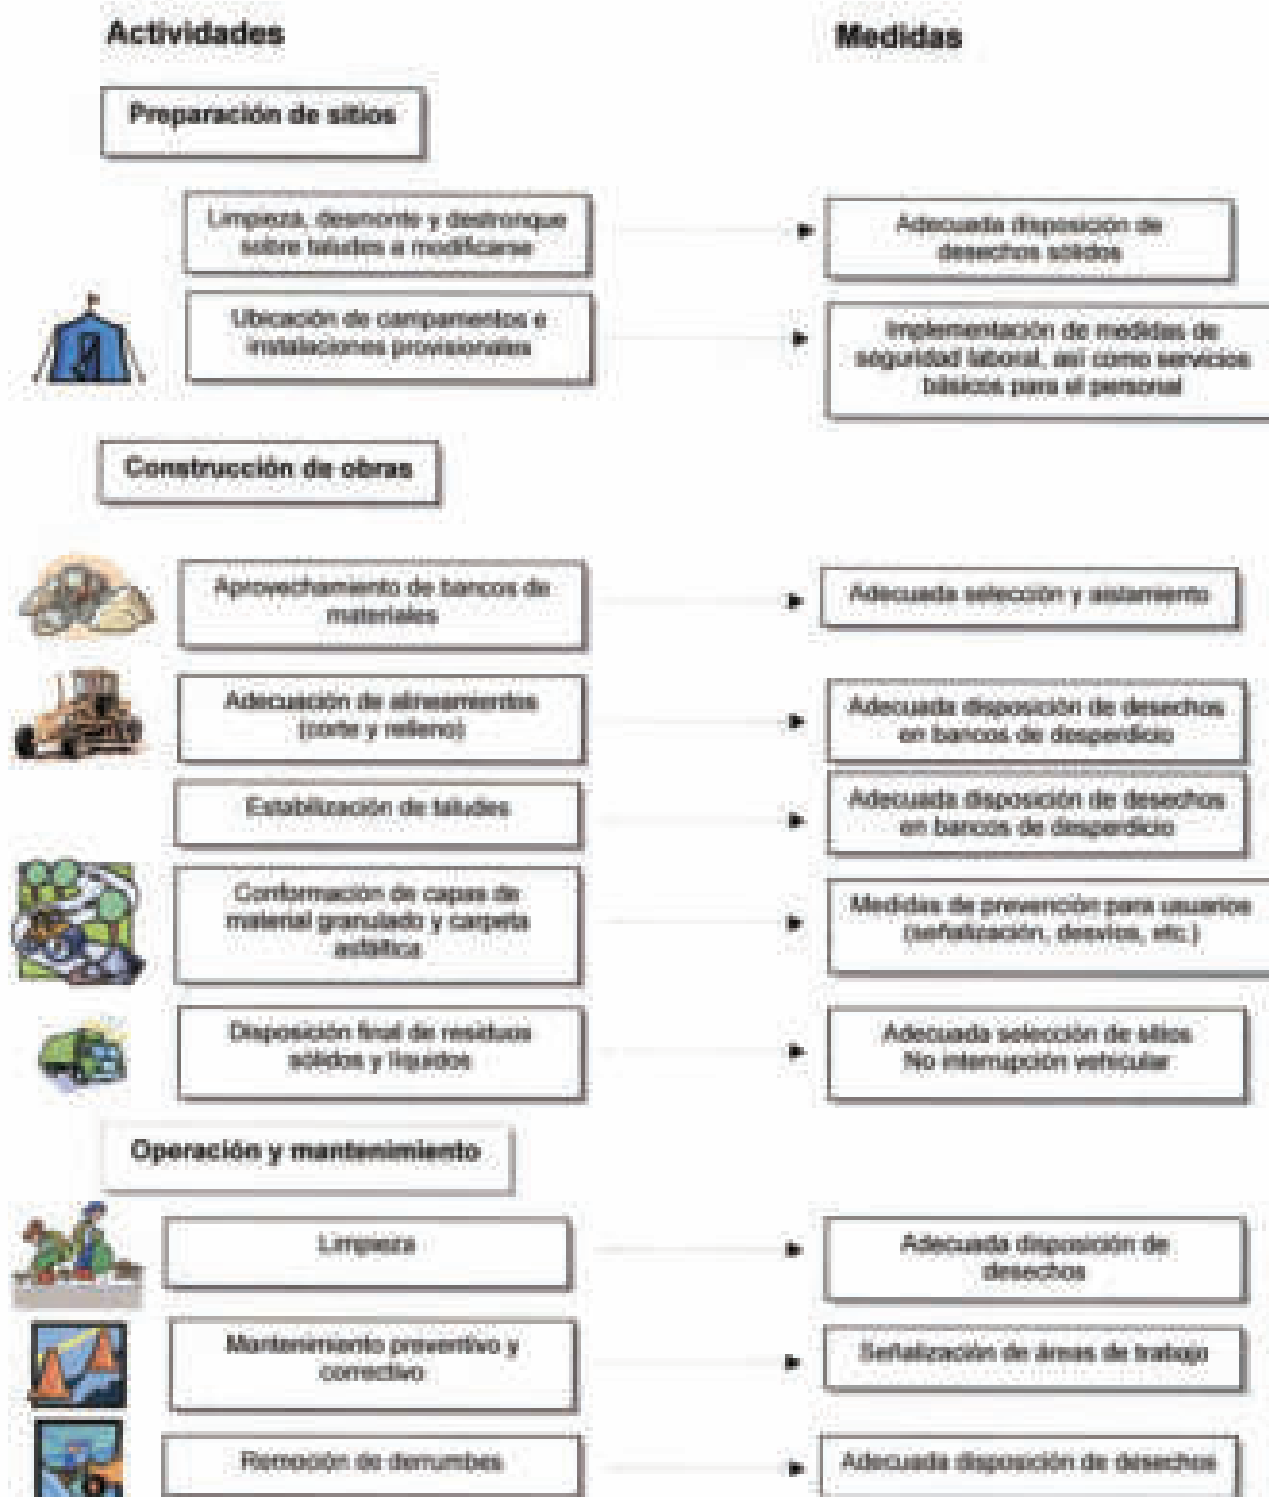 Actividades
Medidas
Preparación de sitios
Limpieza, desmonte y destronque
sobre taludes a modificarse
Adecuada disposición de
desechos sólidos
Ubicación de campamentos e
instalaciones provisionales
Implementación de medidas de
seguridad laboral, así como servicios
básicos para el personal
Construcción de obras
Aprovechamiento de bancos de
materiales
Adecuada selección y aislamiento
Adecuación de alineamientos
(corte y relleno)
Adecuada disposición de desechos
en bancos de desperdicio
Estabilización de taludes
Adecuada disposición de desechos
en bancos de desperdicio
Conformación de capas de
material granulado y carpeta
asfáltica
Medidas de prevención para usuarios
(señalización, desvíos, etc.)
Disposición final de residuos
sólidos y líquidos
Adecuada selección de sitios
No interrupción vehicular
Operación y mantenimiento
Limpieza
Adecuada disposición de
desechos
Mantenimiento preventivo y
correctivo
Señalización de áreas de trabajo
Remoción de derrumbes
Adecuada disposición de desechos